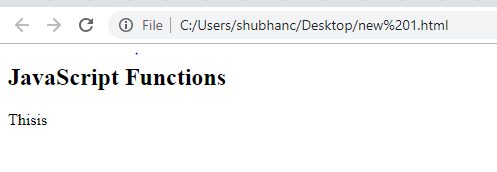 File C:/Users/shubhanc/Desktop/new%201.html
JavaScript Functions
Thisis